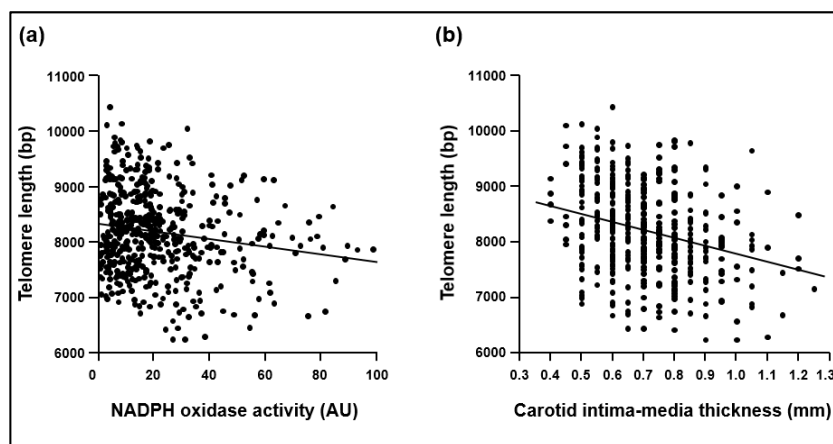 (a)
11000
10000
9000
8000
7000
6000
Telomere length (bp)
0 20 40 60 80 100
NADPH oxidase activity (AU)
(b)
11000
10000
9000
8000
7000
6000
Telomere length (bp)
0.3 0.4 0.5 0.6 0.7 0.8 0.9 1.0 1.1 1.2 1.3
Carotid intima-media thickness (mm)